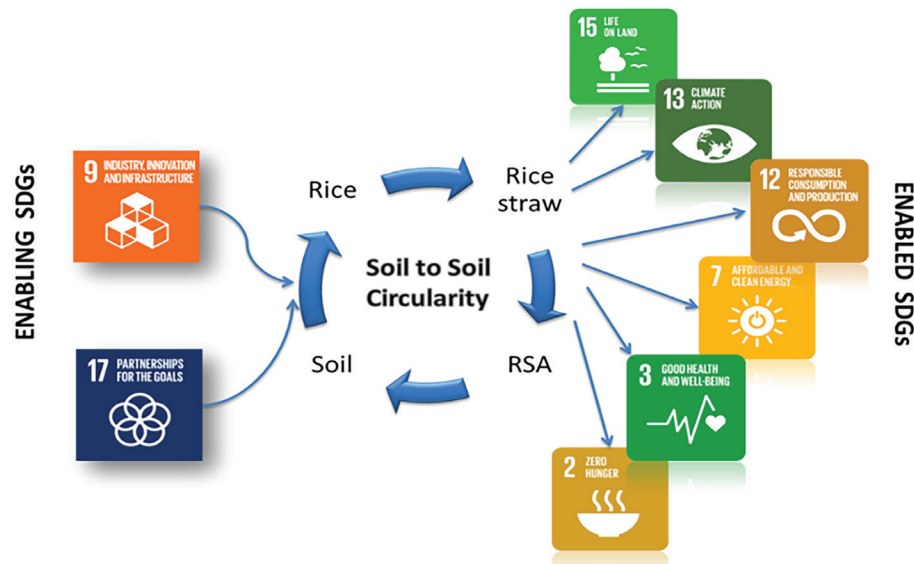 ENABLING SDGs
9 INDUSTRY, INNOVATION
AND INFRASTRUCTURE
17 PARTNERSHIPS
FOR THE GOALS
Rice
Rice
straw
Soil to Soil
Circularity
Soil
RSA
15 LIFE
ON LAND
13 CLIMATE
ACTION
12 RESPONSIBLE
CONSUMPTION
AND PRODUCTION
7 AFFORDABLE AND
CLEAN ENERGY
3 GOOD HEALTH
AND WELL-BEING
2 ZERO
HUNGER
ENABLED SDGs